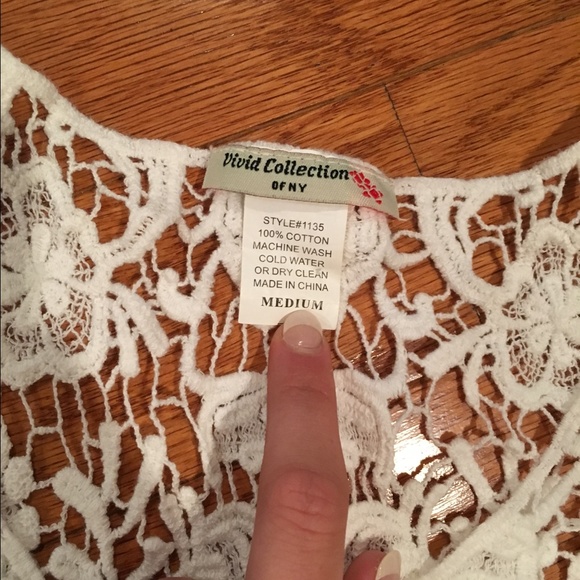 Vivid Collection
OF NY
STYLE#1135
100% COTTON
MACHINE WASH
COLD WATER
OR DRY CLEAN
MADE IN CHINA
MEDIUM